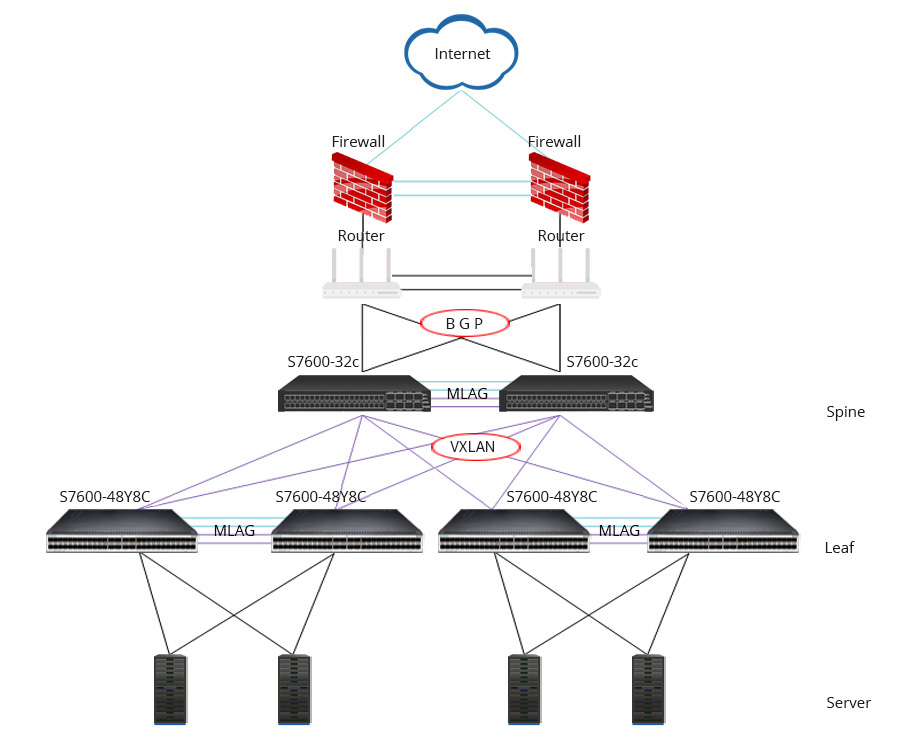 Internet
Firewall
Firewall
Router
Router
B G P
S7600-32c
S7600-32c
MLAG
Spine
VXLAN
S7600-48Y8C
S7600-48Y8C
S7600-48Y8C
S7600-48Y8C
MLAG
MLAG
Leaf
Server